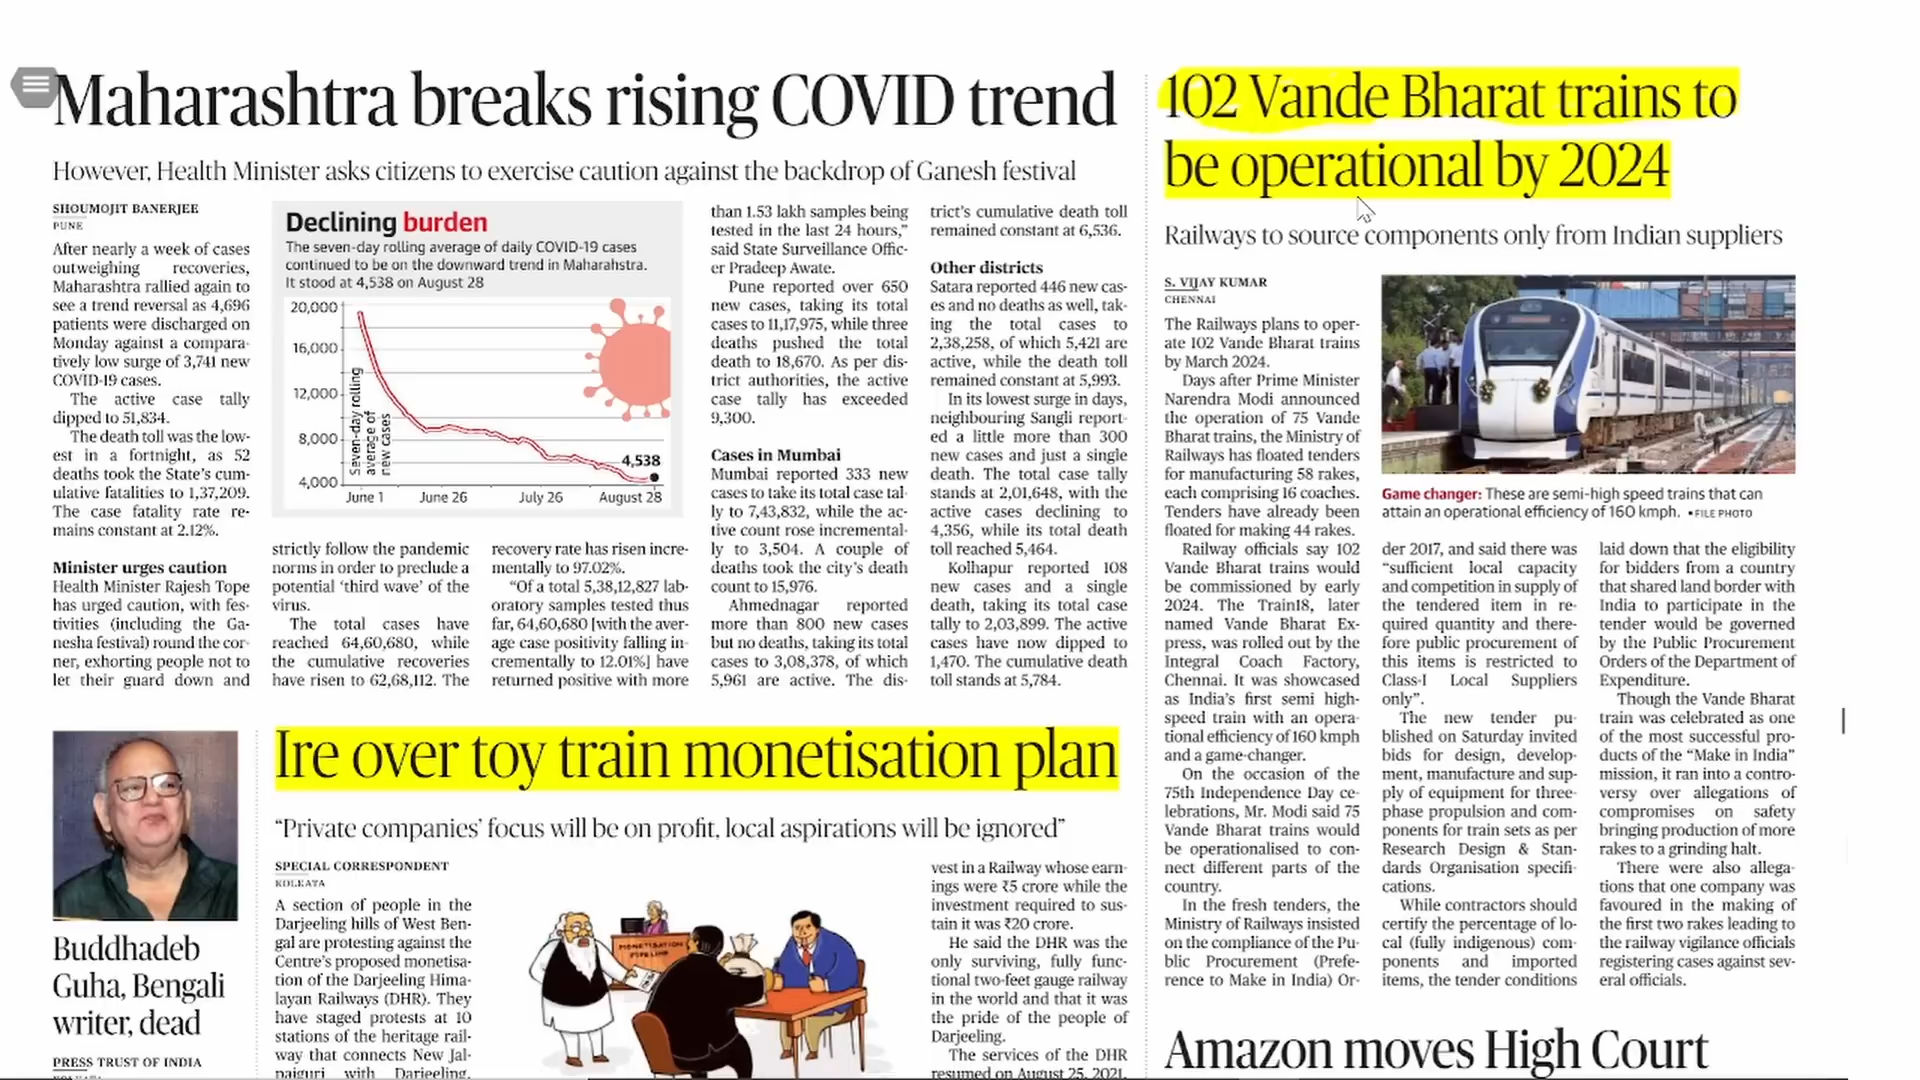 Maharashtra breaks rising COVID trend
However, Health Minister asks citizens to exercise caution against the backdrop of Ganesh festival
SHOUMOJIT BANERJEE
PUNE
After nearly a week of cases
outweighing recoveries,
Maharashtra rallied again to
see a trend reversal as 4,696
patients were discharged on
Monday against a compara-
tively low surge of 3,741 new
COVID-19 cases.
The active case tally
dipped to 51,834.
The death toll was the low-
est in a fortnight, as 52
deaths took the State's cum-
ulative fatalities to 1,37,209.
The case fatality rate re-
mains constant at 2.12%.
Minister urges caution
Health Minister Rajesh Tope
has urged caution, with fes-
tivities (including the Ga-
nesha festival) round the cor-
ner, exhorting people not to
let their guard down and
Declining burden
The seven-day rolling average of daily COVID-19 cases
continued to be on the downward trend in Maharahstra.
It stood at 4,538 on August 28
20,000
16,000
12,000
8,000
4,000
Seven-day rolling
average of
new cases
4,538
June 1 June 26 July 26 August 28
strictly follow the pandemic
norms in order to preclude a
potential ‘third wave’ of the
virus.
The total cases have
reached 64,60,680, while
the cumulative recoveries
have risen to 62,68,112. The
recovery rate has risen incre-
mentally to 97.02%.
“Of a total 5,38,12,827 lab-
oratory samples tested thus
far, 64,60,680 [with the aver-
age case positivity falling in-
crementally to 12.01%] have
returned positive with more
than 1.53 lakh samples being
tested in the last 24 hours,”
said State Surveillance Offic-
er Pradeep Awate.
Pune reported over 650
new cases, taking its total
cases to 11,17,975, while three
deaths pushed the total
death to 18,670. As per dis-
trict authorities, the active
case tally has exceeded
9,300.
Cases in Mumbai
Mumbai reported 333 new
cases to take its total case tal-
ly to 7,43,832, while the ac-
tive count rose incremental-
ly to 3,504. A couple of
deaths took the city's death
count to 15,976.
Ahmednagar reported
more than 800 new cases
but no deaths, taking its total
cases to 3,08,378, of which
5,961 are active. The dis-
trict's cumulative death toll
remained constant at 6,536.
Other districts
Satara reported 446 new cas-
es and no deaths as well, tak-
ing the total cases to
2,38,258, of which 5,421 are
active, while the death toll
remained constant at 5,993.
In its lowest surge in days,
neighbouring Sangli report-
ed a little more than 300
new cases and just a single
death. The total case tally
stands at 2,01,648, with the
active cases declining to
4,356, while its total death
toll reached 5,464.
Kolhapur reported 108
new cases and a single
death, taking its total case
tally to 2,03,899. The active
cases have now dipped to
1,470. The cumulative death
toll stands at 5,784.
102 Vande Bharat trains to
be operational by 2024
Railways to source components only from Indian suppliers
S. VIJAY KUMAR
CHENNAI
The Railways plans to oper-
ate 102 Vande Bharat trains
by March 2024.
Days after Prime Minister
Narendra Modi announced
the operation of 75 Vande
Bharat trains, the Ministry of
Railways has floated tenders
for manufacturing 58 rakes,
each comprising 16 coaches.
Tenders have already been
floated for making 44 rakes.
Railway officials say 102
Vande Bharat trains would
be commissioned by early
2024. The Train18, later
named Vande Bharat Ex-
press, was rolled out by the
Integral Coach Factory,
Chennai. It was showcased
as India's first semi high-
speed train with an opera-
tional efficiency of 160 kmph
and a game-changer.
On the occasion of the
75th Independence Day ce-
lebrations, Mr. Modi said 75
Vande Bharat trains would
be operationalised to con-
nect different parts of the
country.
In the fresh tenders, the
Ministry of Railways insisted
on the compliance of the Pu-
blic Procurement (Prefe-
rence to Make in India) Or-
Game changer: These are semi-high speed trains that can
attain an operational efficiency of 160 kmph. •FILE PHOTO
der 2017, and said there was
“sufficient local capacity
and competition in supply of
the tendered item in re-
quired quantity and there-
fore public procurement of
this items is restricted to
Class-I Local Suppliers
only”.
The new tender pu-
blished on Saturday invited
bids for design, develop-
ment, manufacture and sup-
ply of equipment for three-
phase propulsion and com-
ponents for train sets as per
Research Design & Stan-
dards Organisation specifi-
cations.
While contractors should
certify the percentage of lo-
cal (fully indigenous) com-
ponents and imported
items, the tender conditions
laid down that the eligibility
for bidders from a country
that shared land border with
India to participate in the
tender would be governed
by the Public Procurement
Orders of the Department of
Expenditure.
Though the Vande Bharat
train was celebrated as one
of the most successful pro-
ducts of the “Make in India”
mission, it ran into a contro-
versy over allegations of
compromises on safety
bringing production of more
rakes to a grinding halt.
There were also allega-
tions that one company was
favoured in the making of
the first two rakes leading to
the railway vigilance officials
registering cases against sev-
eral officials.
Buddhadeb
Guha, Bengali
writer, dead
PRESS TRUST OF INDIA
Ire over toy train monetisation plan
“Private companies’ focus will be on profit, local aspirations will be ignored”
SPECIAL CORRESPONDENT
KOLKATA
A section of people in the
Darjeeling hills of West Ben-
gal are protesting against the
Centre's proposed monetisa-
tion of the Darjeeling Hima-
layan Railways (DHR). They
have staged protests at 10
stations of the heritage rail-
way that connects New Jal-
paiguri with Darjeeling.
MONETISATION
PIPELINE
vest in a Railway whose earn-
ings were ₹5 crore while the
investment required to sus-
tain it was ₹20 crore.
He said the DHR was the
only surviving, fully func-
tional two-feet gauge railway
in the world and that it was
the pride of the people of
Darjeeling.
The services of the DHR
resumed on August 25, 2021,
Amazon moves High Court